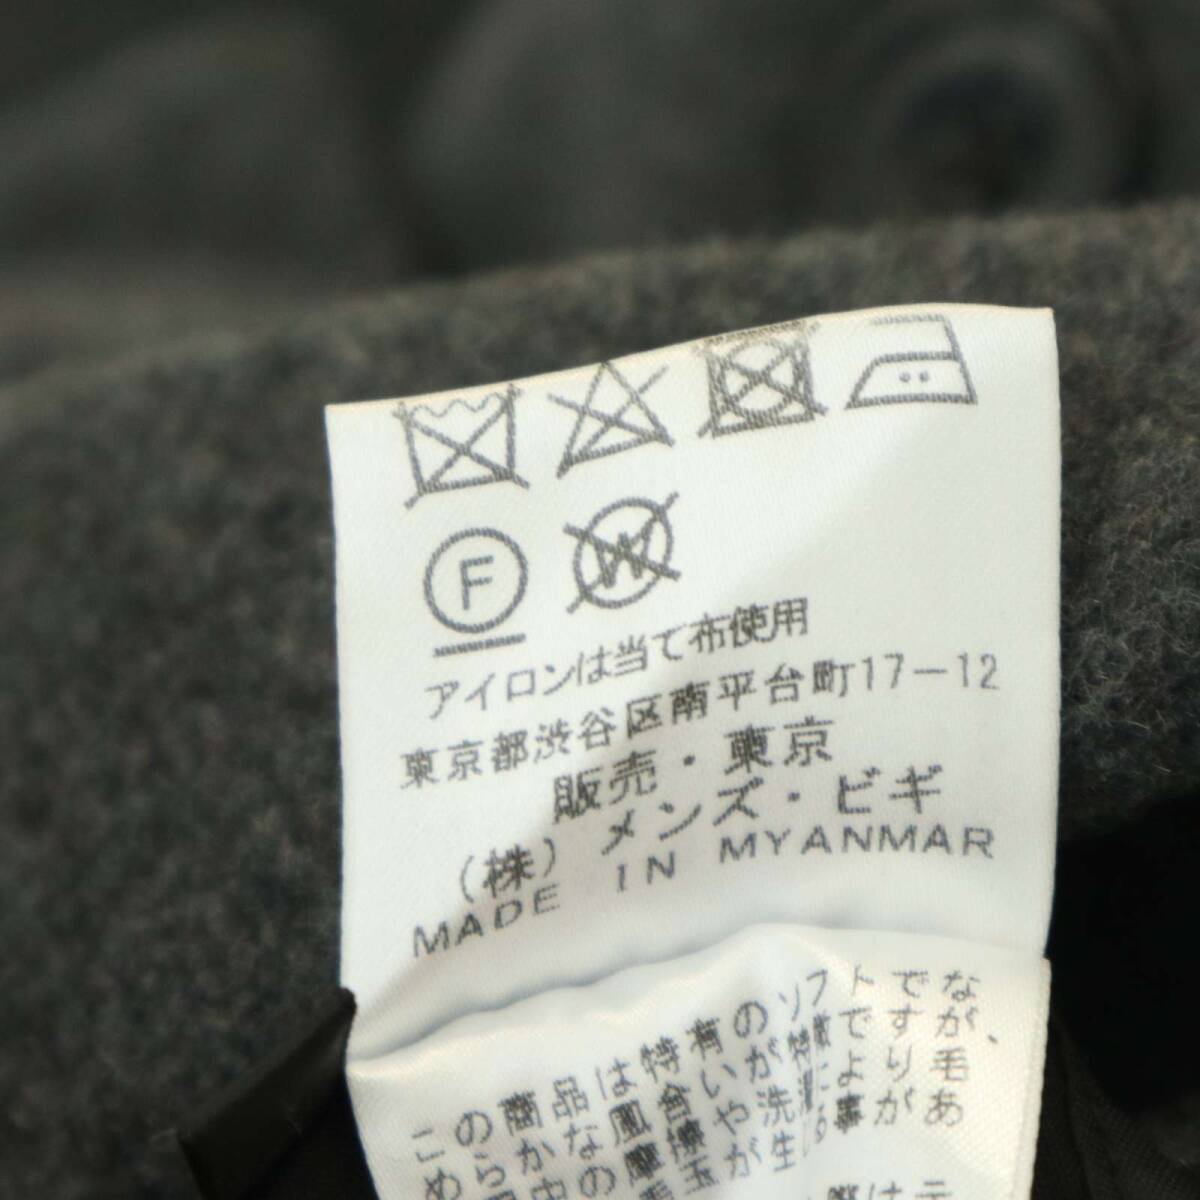 F
W
アイロンは当て布使用
東京都渋谷区南平台町17-12
販売・東京
(株)メンズ・ビギ
MADE IN MYANMAR
この商品は特有のソフトでな
めらかな風合いが特徴ですが、